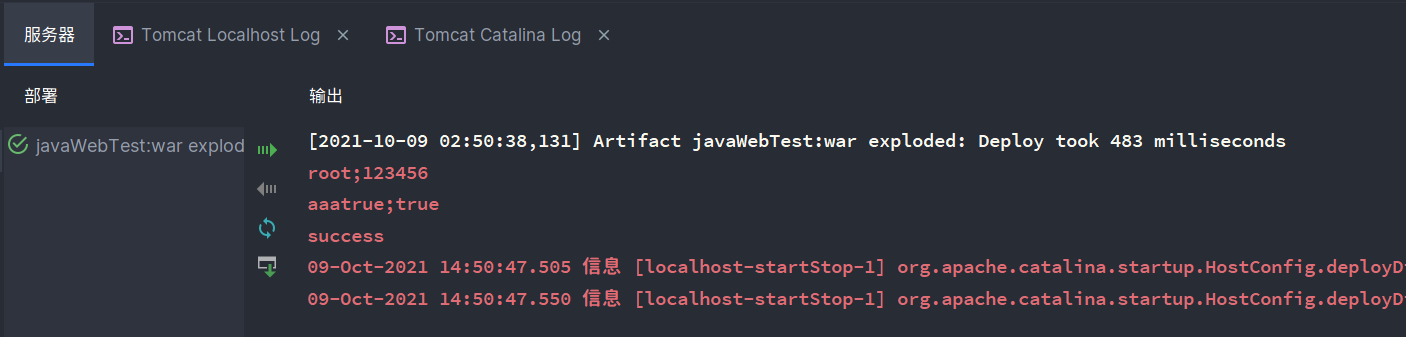 服务器 Tomcat Localhost Log Tomcat Catalina Log
部署 输出
javaWebTest:war explod
[2021-10-09 02:50:38,131] Artifact javaWebTest:war exploded: Deploy took 483 milliseconds
root;123456
aaatrue;true
success
09-Oct-2021 14:50:47.505 信息 [localhost-startStop-1] org.apache.catalina.startup.HostConfig.deployD
09-Oct-2021 14:50:47.550 信息 [localhost-startStop-1] org.apache.catalina.startup.HostConfig.deployD